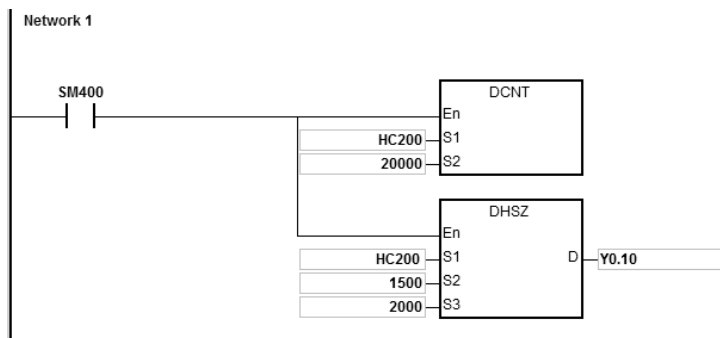 Network 1
SM400
DCNT
En
HC200 S1
20000 S2
DHSZ
En
HC200 S1 D Y0.10
1500 S2
2000 S3